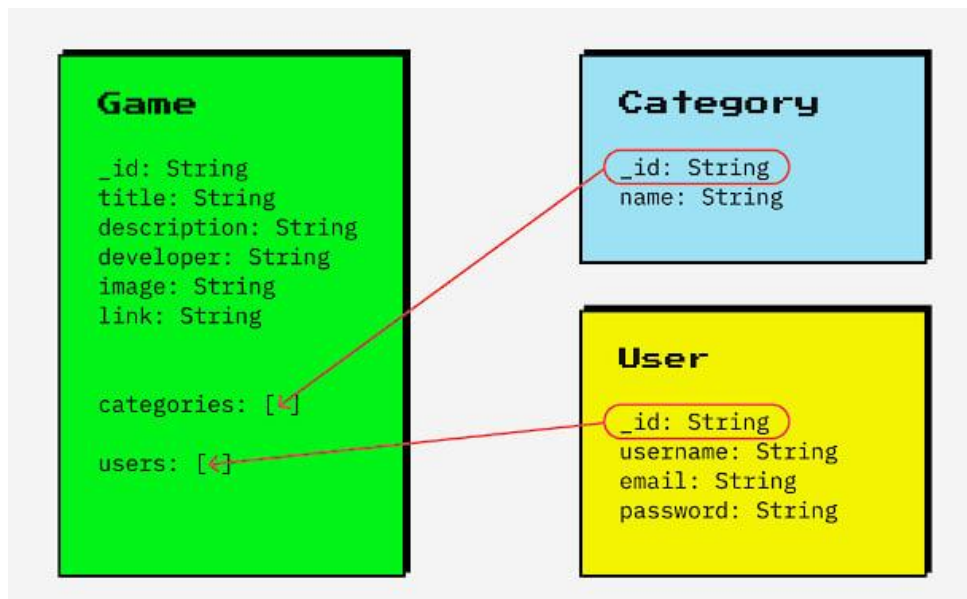 Game
_id: String
title: String
description: String
developer: String
image: String
link: String
categories: []
users: []
Category
_id: String
name: String
User
_id: String
username: String
email: String
password: String